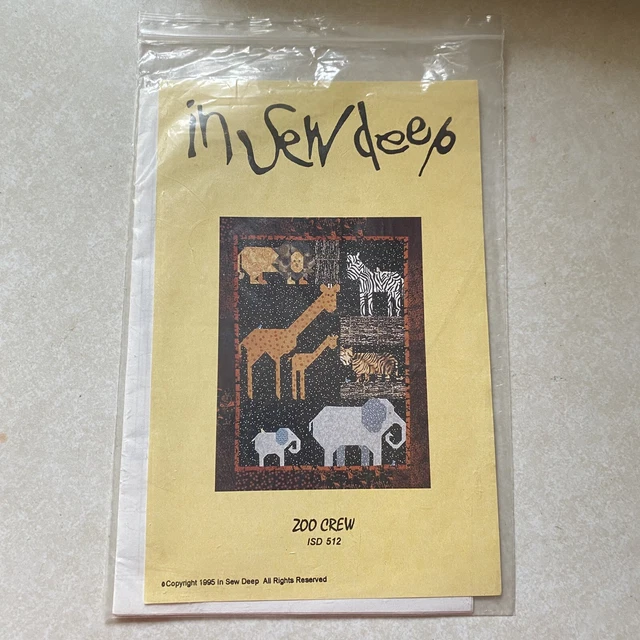 in Sew deep
ZOO CREW
ISD 512
©Copyright 1995 In Sew Deep All Rights Reserved